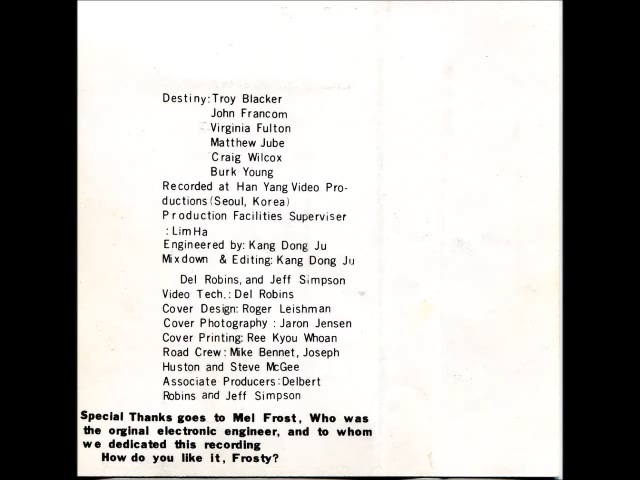 Destiny:Troy Blacker
John Francom
Virginia Fulton
Matthew Jube
Craig Wilcox
Burk Young
Recorded at Han Yang Video Pro-
ductions(Seoul, Korea)
Production Facilities Superviser
:Lim Ha
Engineered by: Kang Dong Ju
Mixdown & Editing: Kang Dong Ju
Del Robins, and Jeff Simpson
Video Tech.: Del Robins
Cover Design: Roger Leishman
Cover Photography : Jaron Jensen
Cover Printing: Ree Kyou Whoan
Road Crew: Mike Bennet, Joseph
Huston and Steve McGee
Associate Producers:Delbert
Robins and Jeff Simpson
Special Thanks goes to Mel Frost, Who was
the orginal electronic engineer, and to whom
we dedicated this recording
How do you like it, Frosty?